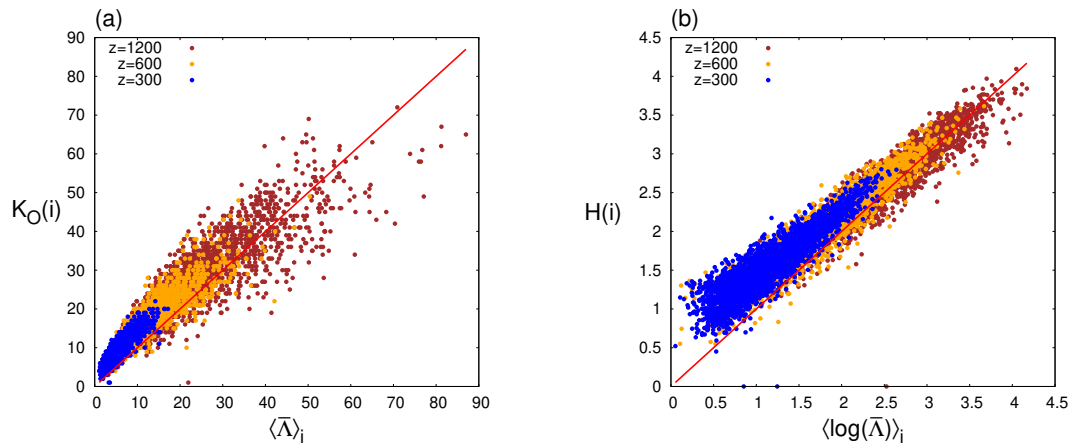 (a)
90
80
70
60
50
40
30
20
10
0
K_O(i)
z=1200
z=600
z=300
0 10 20 30 40 50 60 70 80 90
⟨Λ̅⟩_i
(b)
4.5
4
3.5
3
2.5
2
1.5
1
0.5
0
H(i)
z=1200
z=600
z=300
0 0.5 1 1.5 2 2.5 3 3.5 4 4.5
⟨log(Λ̅)⟩_i